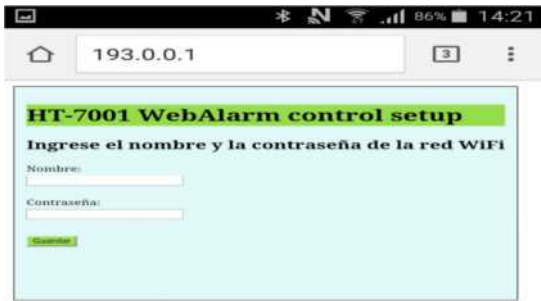 86% 14:21
193.0.0.1
3
HT-7001 WebAlarm control setup
Ingrese el nombre y la contraseña de la red WiFi
Nombre:
Contraseña:
Guardar